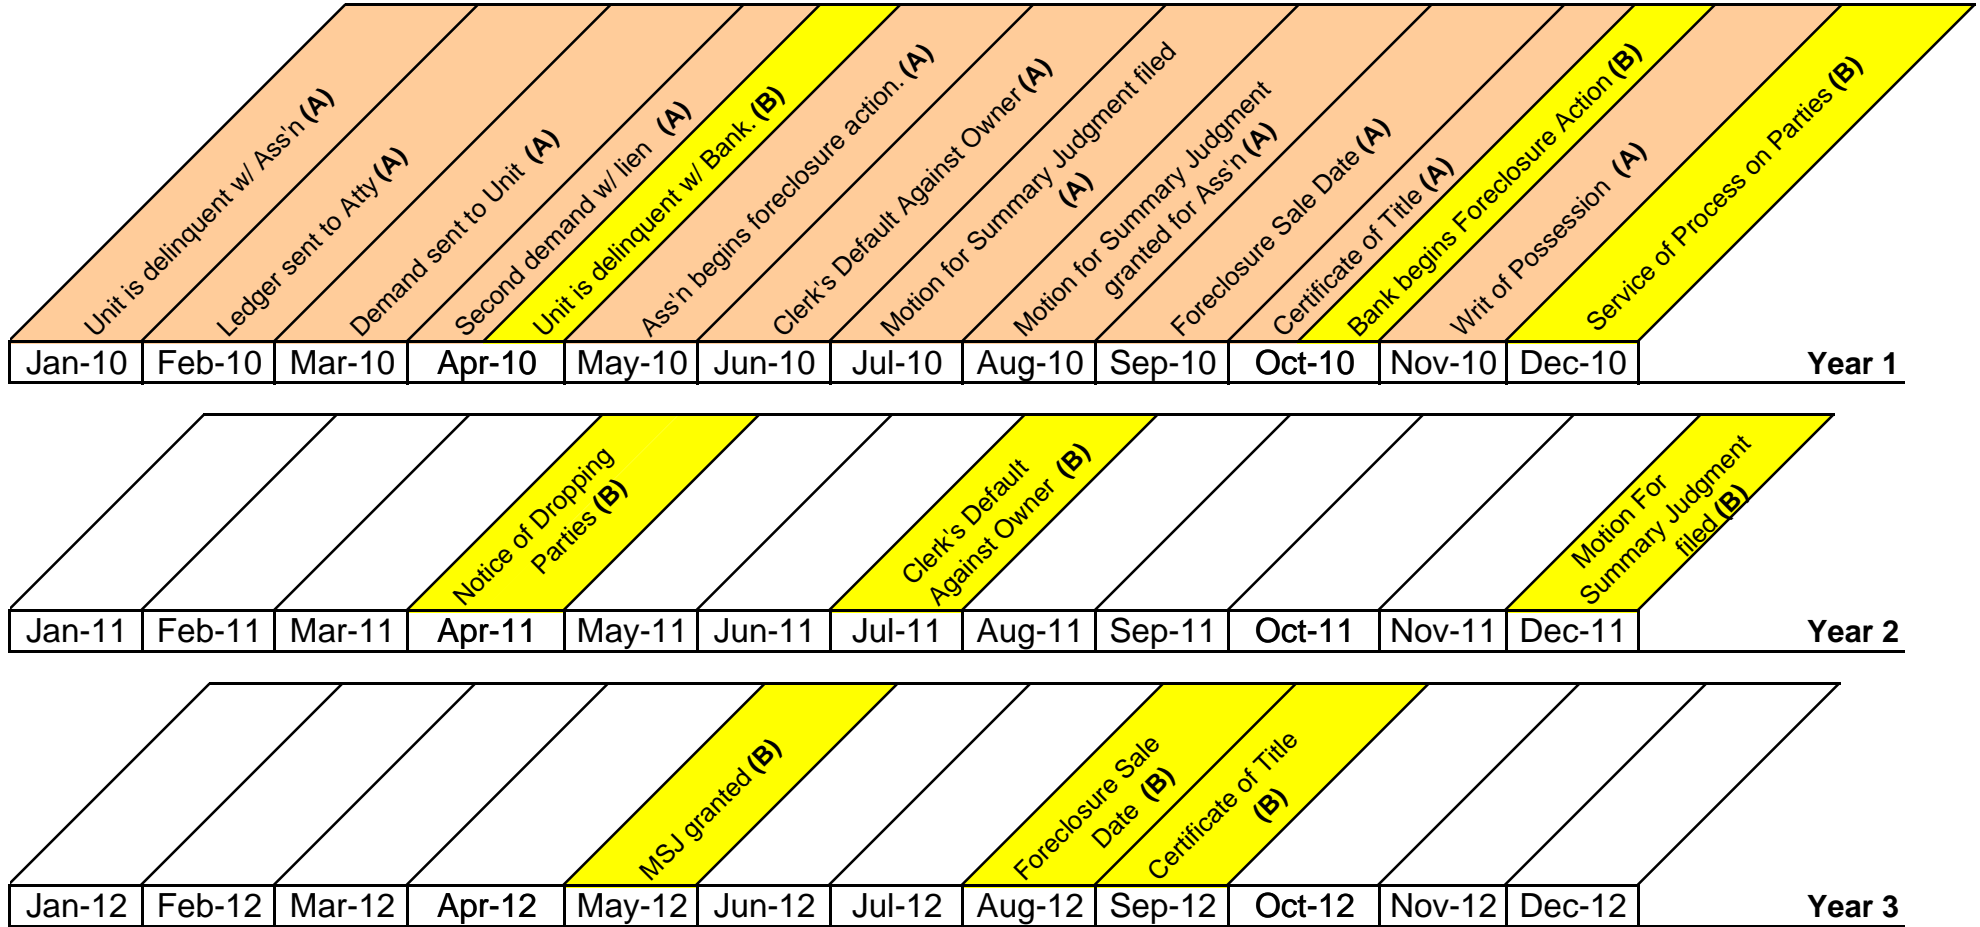 Unit is delinquent w/ Ass'n (A)
Ledger sent to Atty (A)
Demand sent to Unit (A)
Second demand w/ lien (A)
Unit is delinquent w/ Bank. (B)
Ass'n begins foreclosure action. (A)
Clerk's Default Against Owner (A)
Motion for Summary Judgment filed
(A)
Motion for Summary Judgment
granted for Ass'n (A)
Foreclosure Sale Date (A)
Certificate of Title (A)
Bank begins Foreclosure Action (B)
Writ of Possession (A)
Service of Process on Parties (B)
Jan-10 Feb-10 Mar-10 Apr-10 May-10 Jun-10 Jul-10 Aug-10 Sep-10 Oct-10 Nov-10 Dec-10 Year 1
Notice of Dropping
Parties (B)
Clerk's Default
Against Owner (B)
Motion For
Summary Judgment
filed (B)
Jan-11 Feb-11 Mar-11 Apr-11 May-11 Jun-11 Jul-11 Aug-11 Sep-11 Oct-11 Nov-11 Dec-11 Year 2
MSJ granted (B)
Foreclosure Sale
Date (B)
Certificate of Title
(B)
Jan-12 Feb-12 Mar-12 Apr-12 May-12 Jun-12 Jul-12 Aug-12 Sep-12 Oct-12 Nov-12 Dec-12 Year 3